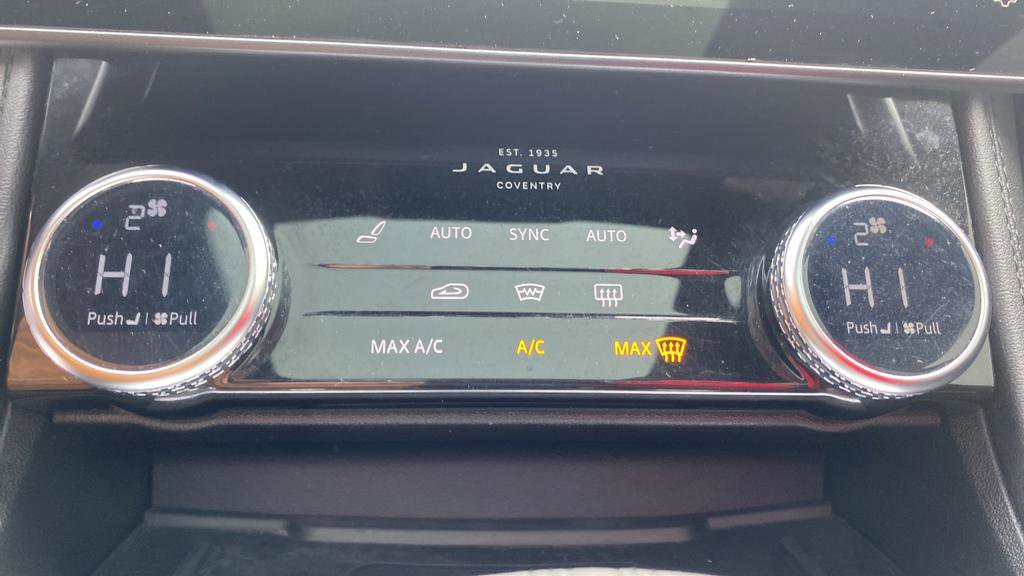 EST. 1935
JAGUAR
COVENTRY
2
HI
Push | Pull
AUTO SYNC AUTO
MAX A/C A/C MAX
2
HI
Push | Pull